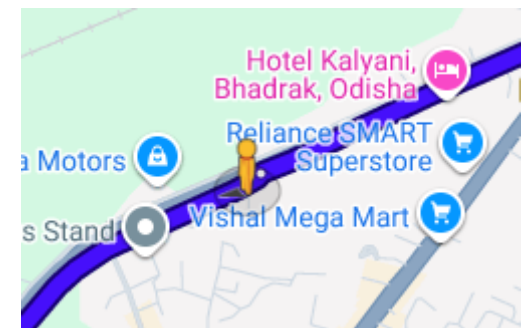 Hotel Kalyani,
Bhadrak, Odisha
Reliance SMART
Superstore
a Motors
Vishal Mega Mart
s Stand